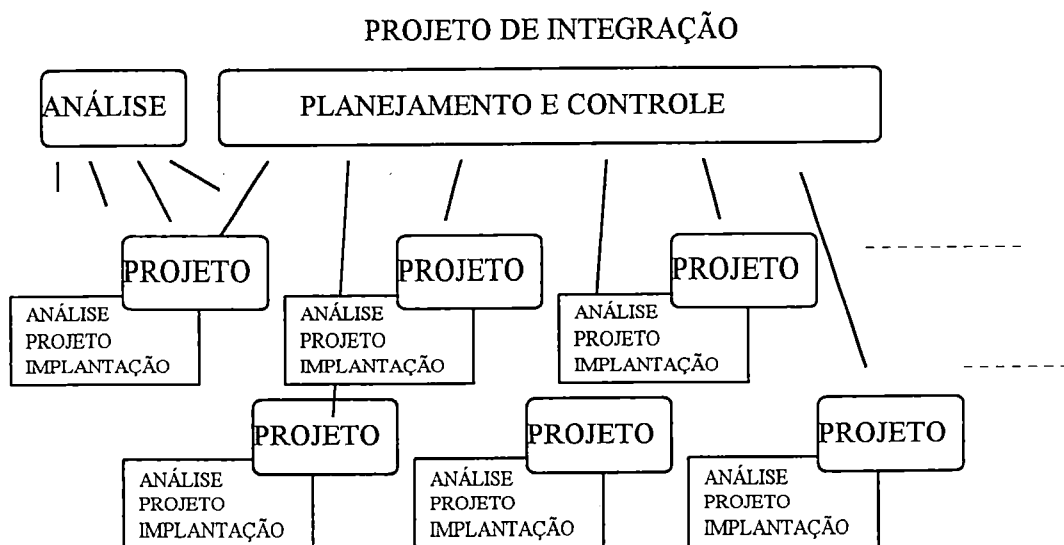 PROJETO DE INTEGRAÇÃO
ANÁLISE
PLANEJAMENTO E CONTROLE
PROJETO
ANÁLISE
PROJETO
IMPLANTAÇÃO
PROJETO
ANÁLISE
PROJETO
IMPLANTAÇÃO
PROJETO
ANÁLISE
PROJETO
IMPLANTAÇÃO
PROJETO
ANÁLISE
PROJETO
IMPLANTAÇÃO
PROJETO
ANÁLISE
PROJETO
IMPLANTAÇÃO
PROJETO
ANÁLISE
PROJETO
IMPLANTAÇÃO